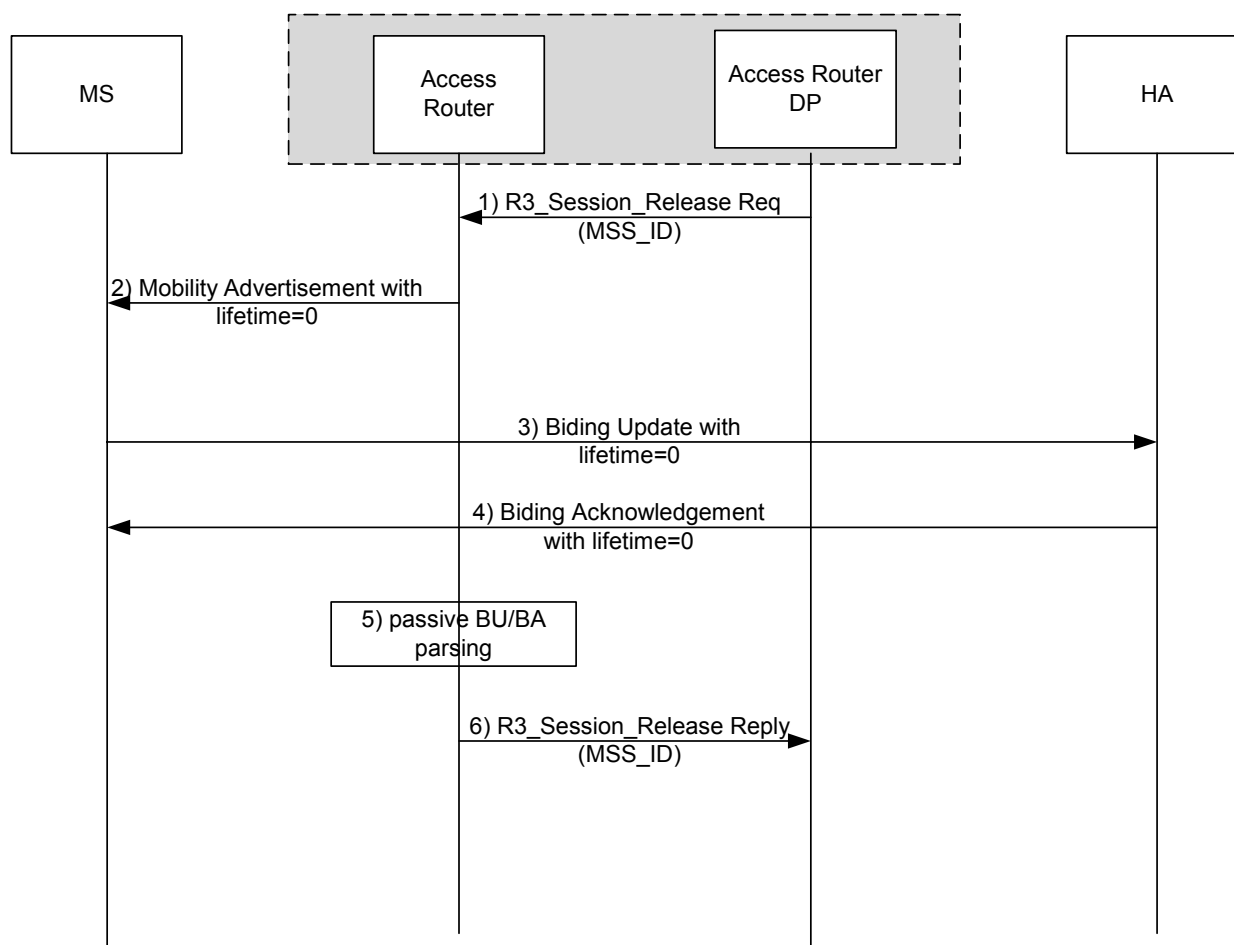 MS
Access
Router
Access Router
DP
HA
1) R3_Session_Release Req
(MSS_ID)
2) Mobility Advertisement with
lifetime=0
3) Biding Update with
lifetime=0
4) Biding Acknowledgement
with lifetime=0
5) passive BU/BA
parsing
6) R3_Session_Release Reply
(MSS_ID)